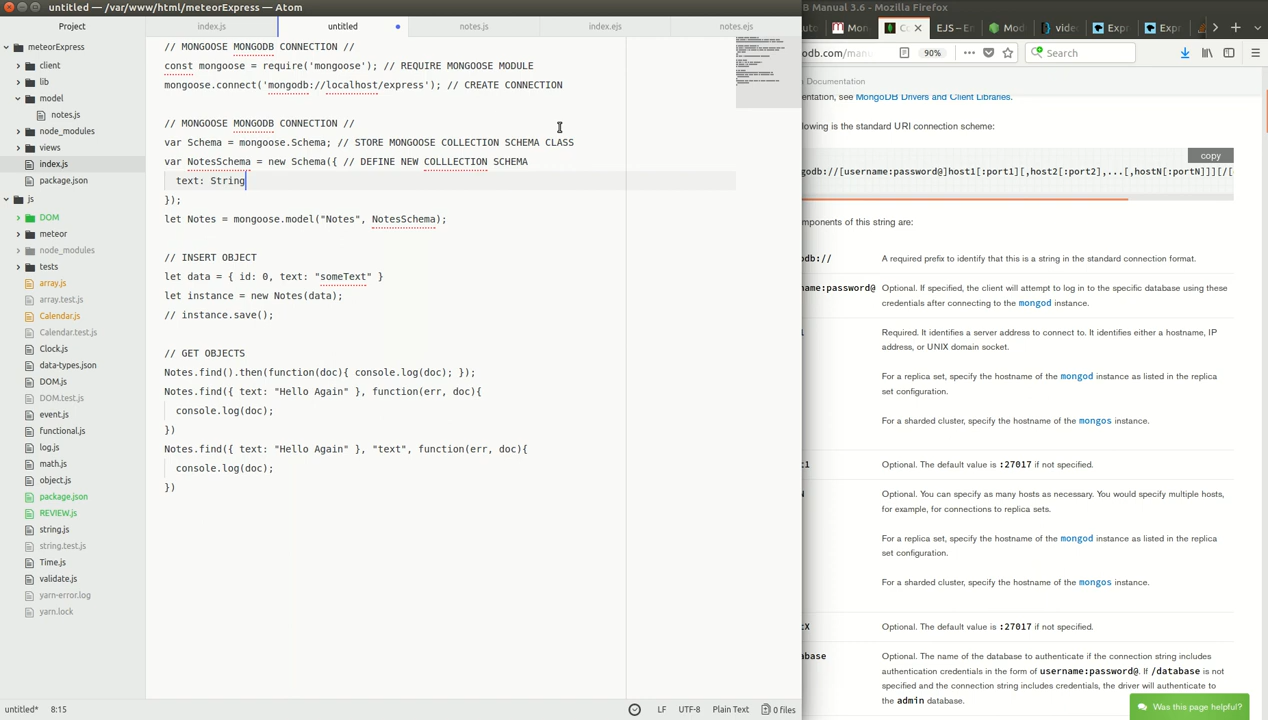 untitled — /var/www/html/meteorExpress — Atom
Project
index.js
untitled
notes.js
index.ejs
notes.ejs
meteorExpress
client
lib
model
notes.js
node_modules
views
index.js
package.json
js
DOM
meteor
node_modules
tests
array.js
array.test.js
Calendar.js
Calendar.test.js
Clock.js
data-types.json
DOM.js
DOM.test.js
event.js
functional.js
log.js
math.js
object.js
package.json
REVIEW.js
string.js
string.test.js
Time.js
validate.js
yarn-error.log
yarn.lock
// MONGOOSE MONGODB CONNECTION //
const mongoose = require('mongoose'); // REQUIRE MONGOOSE MODULE
mongoose.connect('mongodb://localhost/express'); // CREATE CONNECTION
// MONGOOSE MONGODB CONNECTION //
var Schema = mongoose.Schema; // STORE MONGOOSE COLLECTION SCHEMA CLASS
var NotesSchema = new Schema({ // DEFINE NEW COLLLECTION SCHEMA
text: String
});
let Notes = mongoose.model("Notes", NotesSchema);
// INSERT OBJECT
let data = { id: 0, text: "someText" }
let instance = new Notes(data);
// instance.save();
// GET OBJECTS
Notes.find().then(function(doc){ console.log(doc); });
Notes.find({ text: "Hello Again" }, function(err, doc){
console.log(doc);
})
Notes.find({ text: "Hello Again" }, "text", function(err, doc){
console.log(doc);
})
untitled* 8:15
LF UTF-8 Plain Text 0 files
B Manual 3.6 - Mozilla Firefox
Mon
Co
EJS –
Mod
video
Expr
Expr
odb.com/manu
90%
Search
Documentation
entation, see MongoDB Drivers and Client Libraries.
lowing is the standard URI connection scheme:
copy
godb://[username:password@]host1[:port1][,host2[:port2],...[,hostN[:portN]]][/[
mponents of this string are:
odb://
A required prefix to identify that this is a string in the standard connection format.
name:password@
Optional. If specified, the client will attempt to log in to the specific database using these
credentials after connecting to the mongod instance.
Required. It identifies a server address to connect to. It identifies either a hostname, IP
address, or UNIX domain socket.
For a replica set, specify the hostname of the mongod instance as listed in the replica
set configuration.
For a sharded cluster, specify the hostname of the mongos instance.
Optional. The default value is :27017 if not specified.
Optional. You can specify as many hosts as necessary. You would specify multiple hosts,
for example, for connections to replica sets.
For a replica set, specify the hostname of the mongod instance as listed in the replica
set configuration.
For a sharded cluster, specify the hostname of the mongos instance.
Optional. The default value is :27017 if not specified.
abase
Optional. The name of the database to authenticate if the connection string includes
authentication credentials in the form of username:password@. If /database is not
specified and the connection string includes credentials, the driver will authenticate to
the admin database.
Was this page helpful?